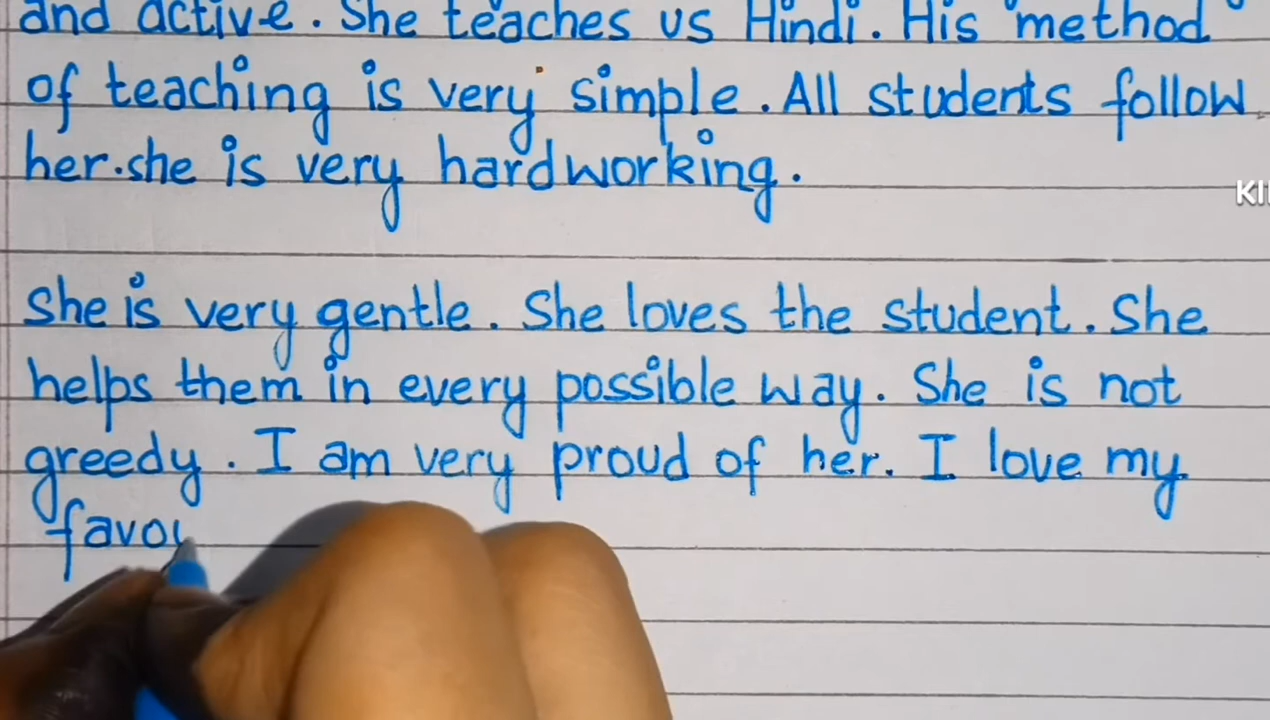 and active. She teaches us Hindi. His method
of teaching is very simple. All students follow
her.she is very hardworking.
KI
She is very gentle. She loves the student. She
helps them in every possible way. She is not
greedy. I am very proud of her. I love my
favou